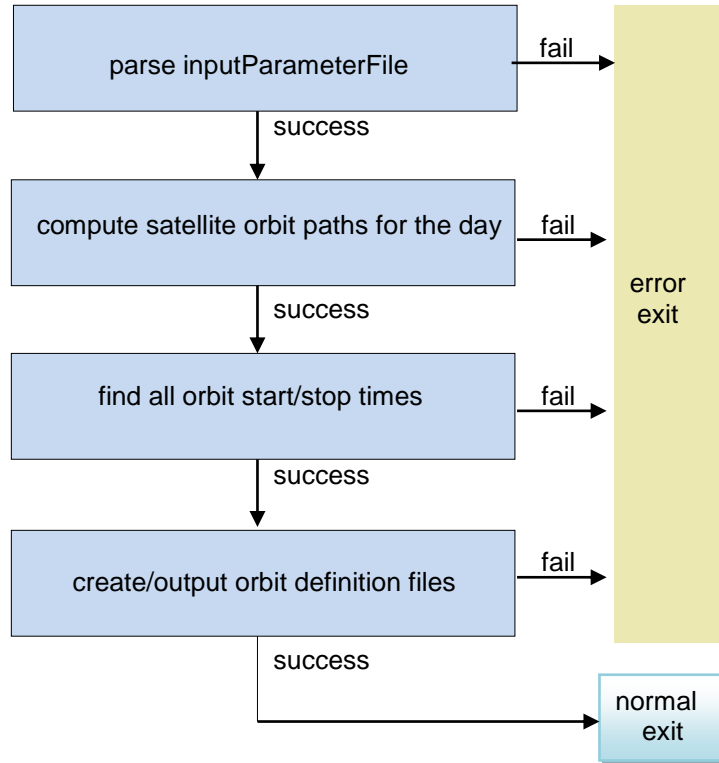 parse inputParameterFile
fail
success
compute satellite orbit paths for the day
fail
error
exit
success
find all orbit start/stop times
fail
success
create/output orbit definition files
fail
success
normal
exit